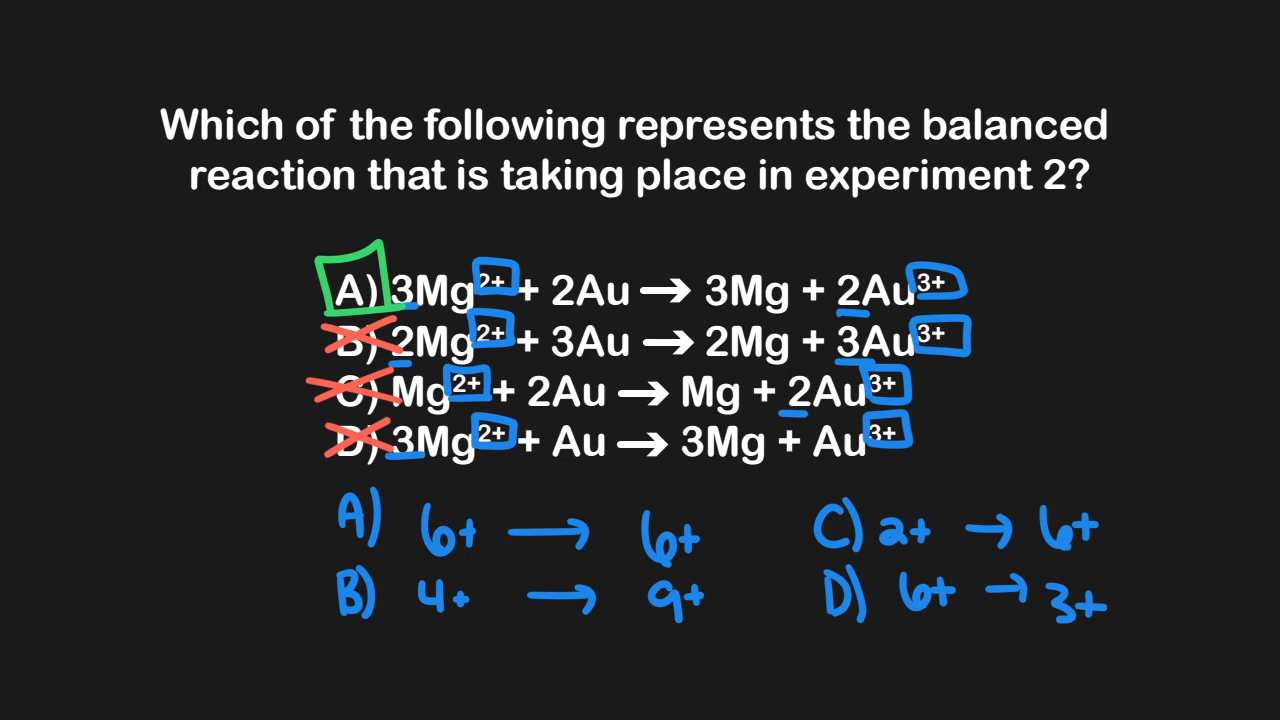 Which of the following represents the balanced
reaction that is taking place in experiment 2?
A) 3Mg²⁺ + 2Au → 3Mg + 2Au³⁺
B) 2Mg²⁺ + 3Au → 2Mg + 3Au³⁺
C) Mg²⁺ + 2Au → Mg + 2Au³⁺
D) 3Mg²⁺ + Au → 3Mg + Au³⁺
A) 6+ → 6+
B) 4+ → 9+
C) 2+ → 6+
D) 6+ → 3+